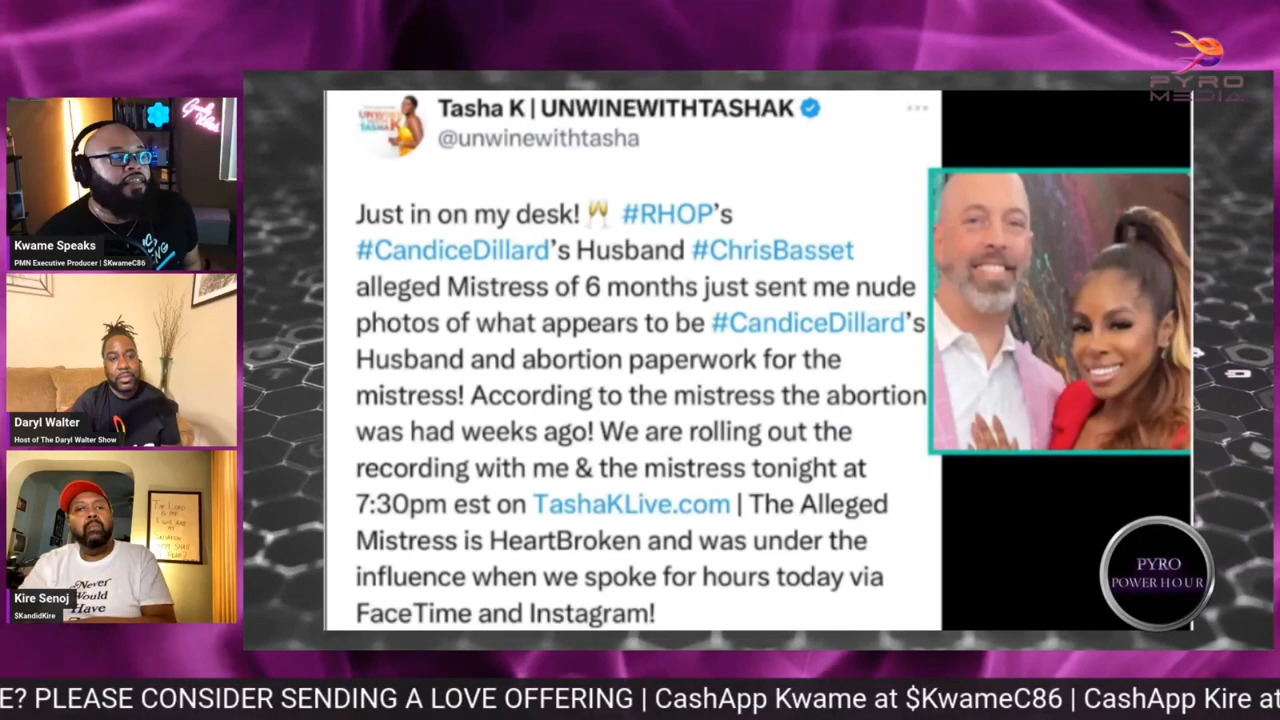 PYRO
MEDIA
Good
Vibes
Kwame Speaks
PMN Executive Producer | $KwameC86
Daryl Walter
Host of The Daryl Walter Show
Never
Would
Have
Kire Senoj
$KandidKire
Tasha K | UNWINEWITHTASHAK
@unwinewithtasha
Just in on my desk! 🥂 #RHOP’s
#CandiceDillard’s Husband #ChrisBasset
alleged Mistress of 6 months just sent me nude
photos of what appears to be #CandiceDillard’s
Husband and abortion paperwork for the
mistress! According to the mistress the abortion
was had weeks ago! We are rolling out the
recording with me & the mistress tonight at
7:30pm est on TashaKLive.com | The Alleged
Mistress is HeartBroken and was under the
influence when we spoke for hours today via
FaceTime and Instagram!
PYRO
POWER HOUR
E? PLEASE CONSIDER SENDING A LOVE OFFERING | CashApp Kwame at $KwameC86 | CashApp Kire at